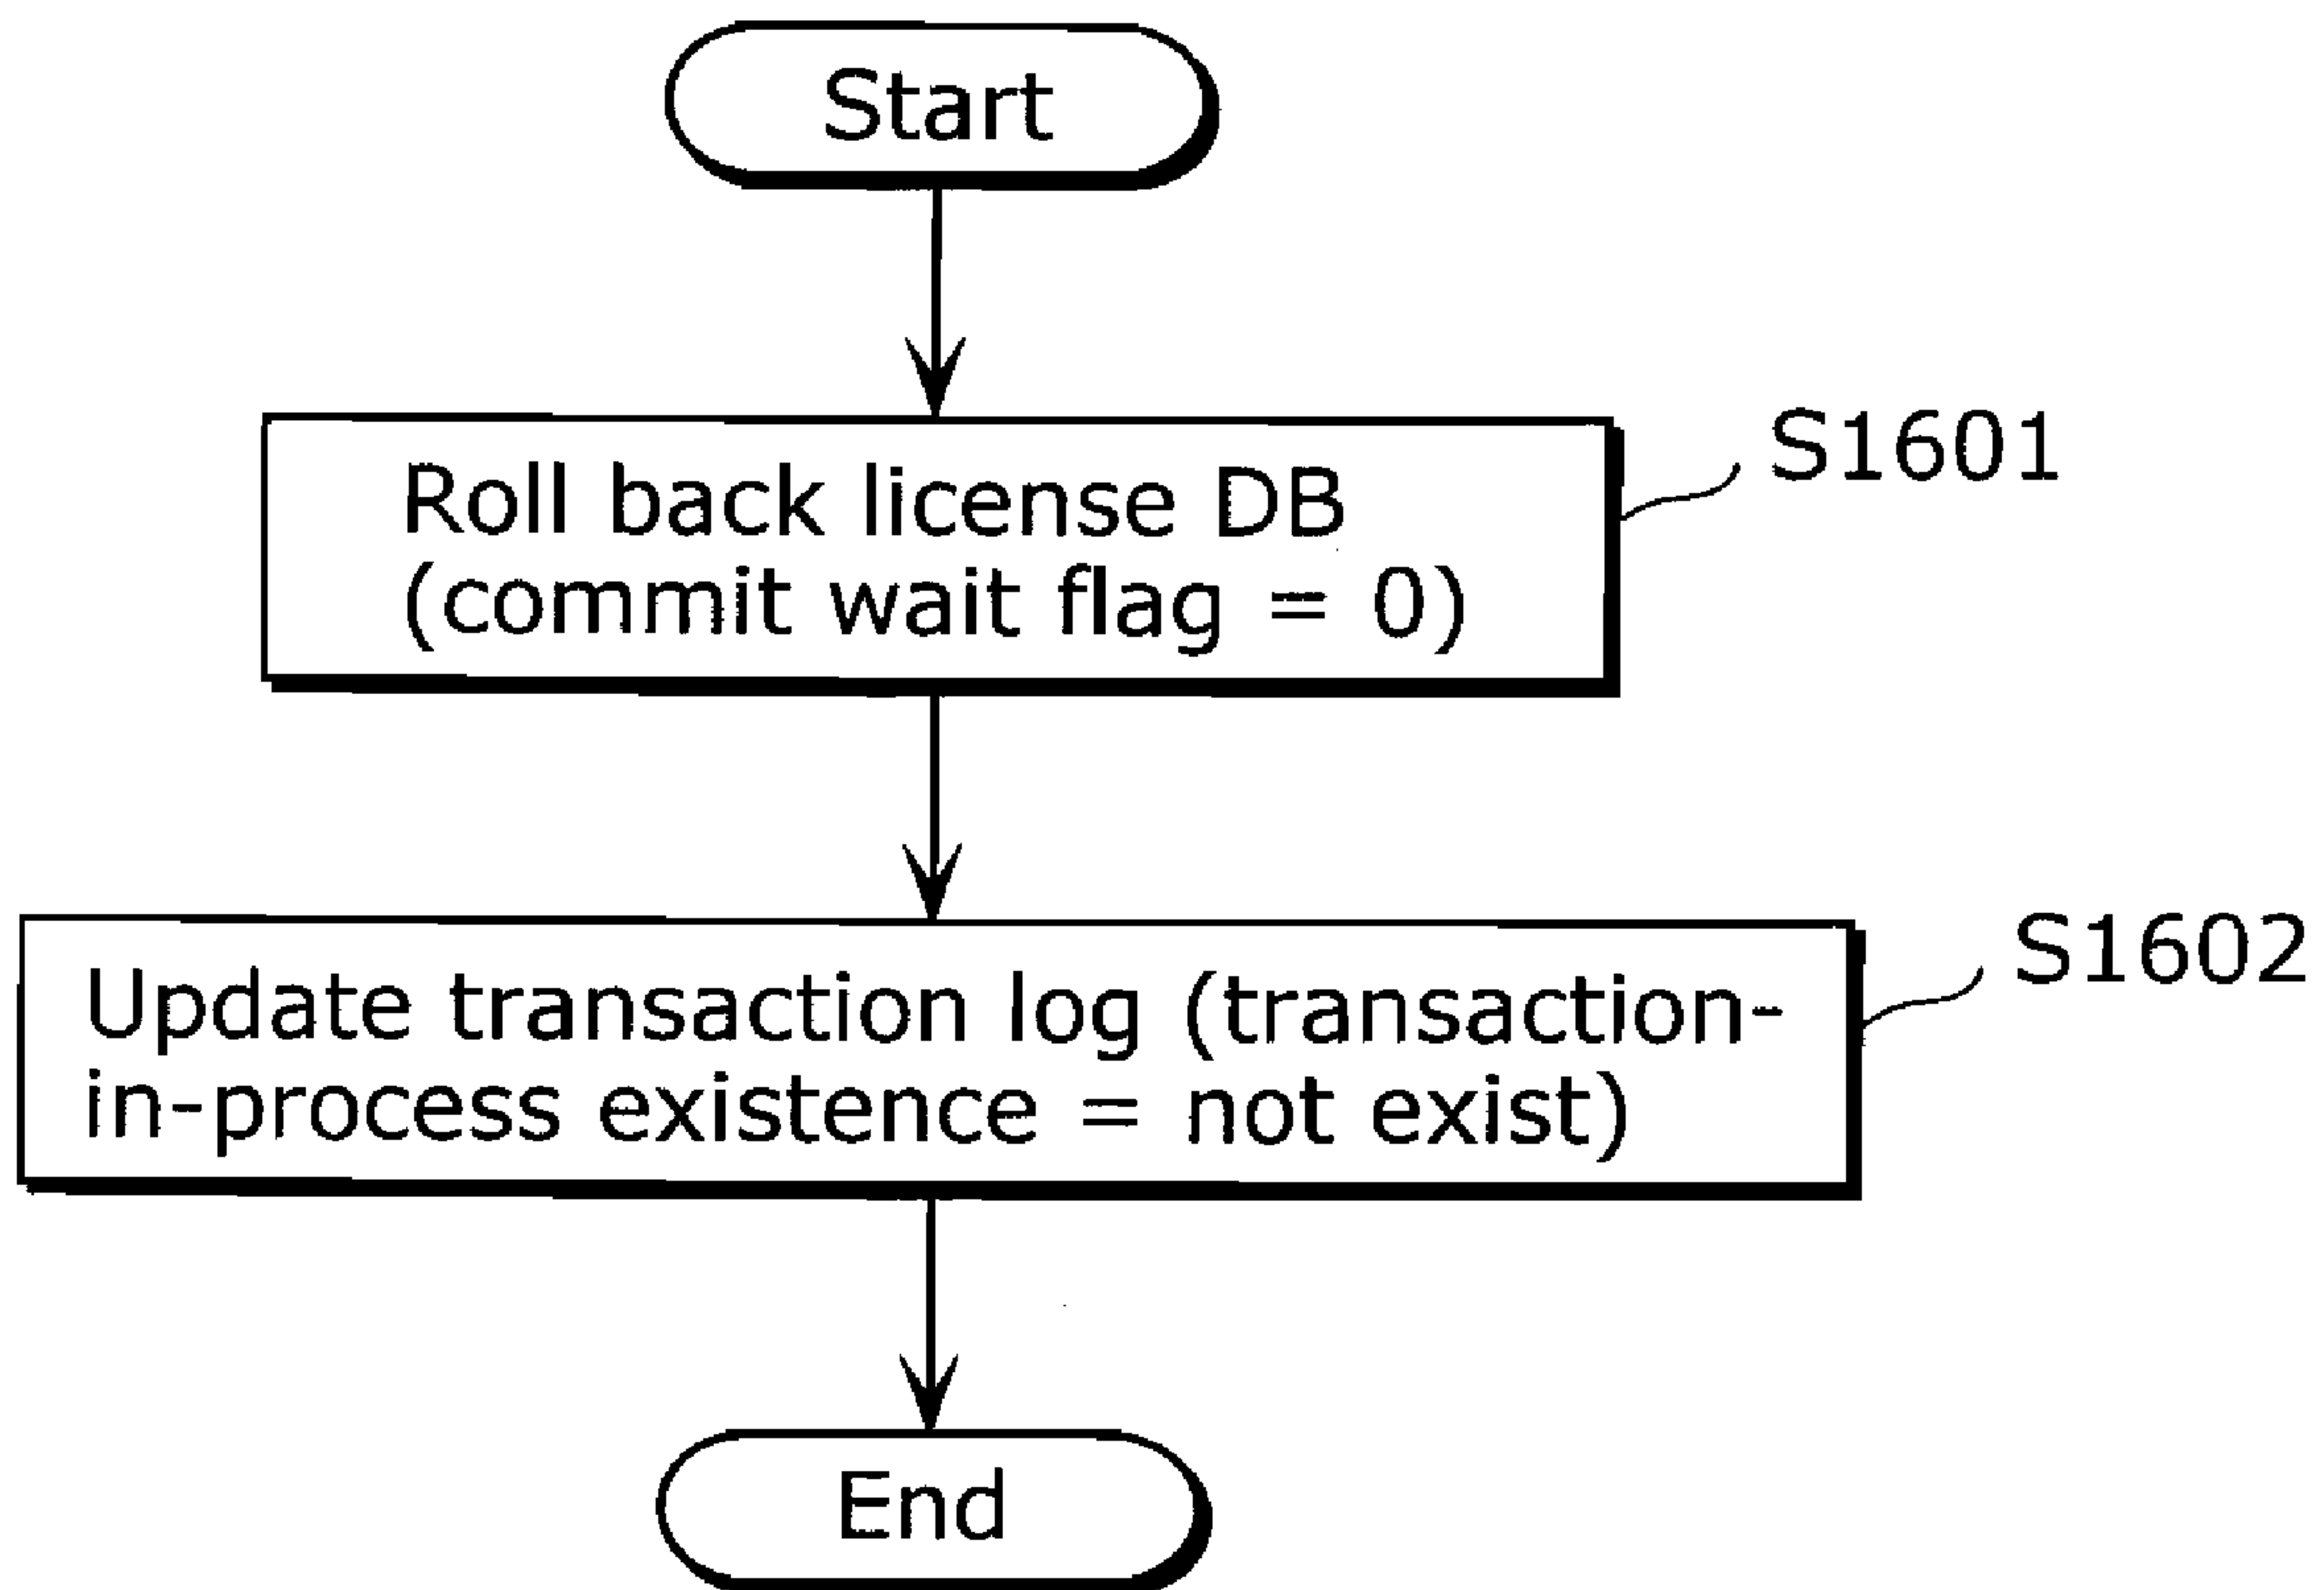 Start
S1601
Roll back license DB
(commit wait flag = 0)
S1602
Update transaction log (transaction-
in-process existence = not exist)
End